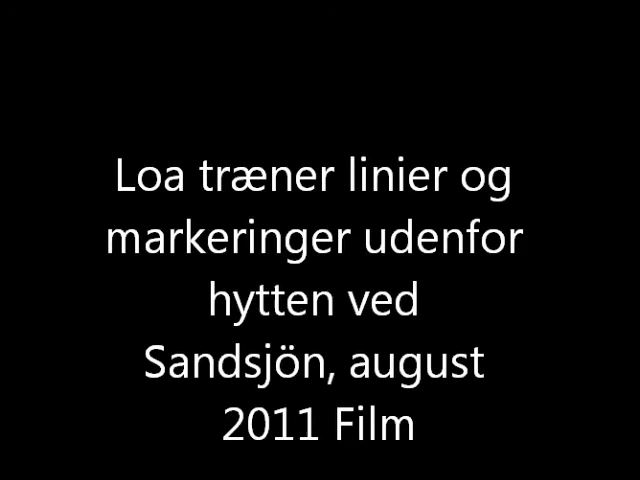 Loa træner linier og
markeringer udenfor
hytten ved
Sandsjön, august
2011 Film